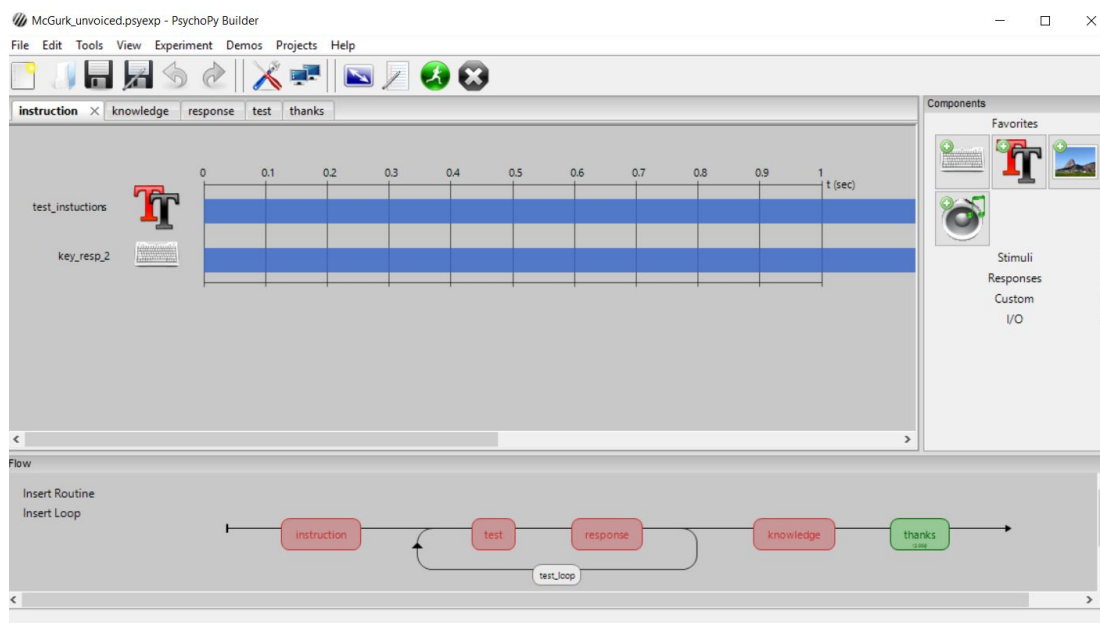 McGurk_unvoiced.psyexp - PsychoPy Builder
File Edit Tools View Experiment Demos Projects Help
instruction knowledge response test thanks
Components
Favorites
0 0.1 0.2 0.3 0.4 0.5 0.6 0.7 0.8 0.9 1
t (sec)
test_instuctions
key_resp_2
Stimuli
Responses
Custom
I/O
Flow
Insert Routine
Insert Loop
instruction test response knowledge thanks
test_loop